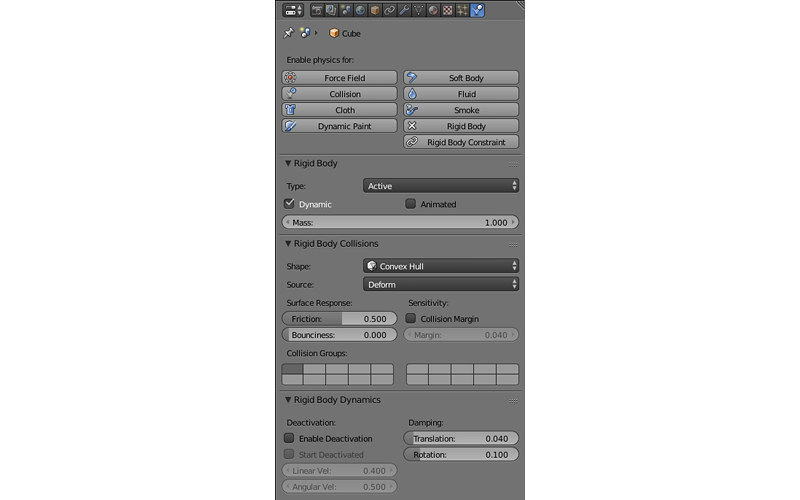 Cube
Enable physics for:
Force Field Soft Body
Collision Fluid
Cloth Smoke
Dynamic Paint Rigid Body
Rigid Body Constraint
Rigid Body
Type: Active
Dynamic Animated
Mass: 1.000
Rigid Body Collisions
Shape: Convex Hull
Source: Deform
Surface Response: Sensitivity:
Friction: 0.500 Collision Margin
Bounciness: 0.000 Margin: 0.040
Collision Groups:
Rigid Body Dynamics
Deactivation: Damping:
Enable Deactivation Translation: 0.040
Start Deactivated Rotation: 0.100
Linear Vel: 0.400
Angular Vel: 0.500